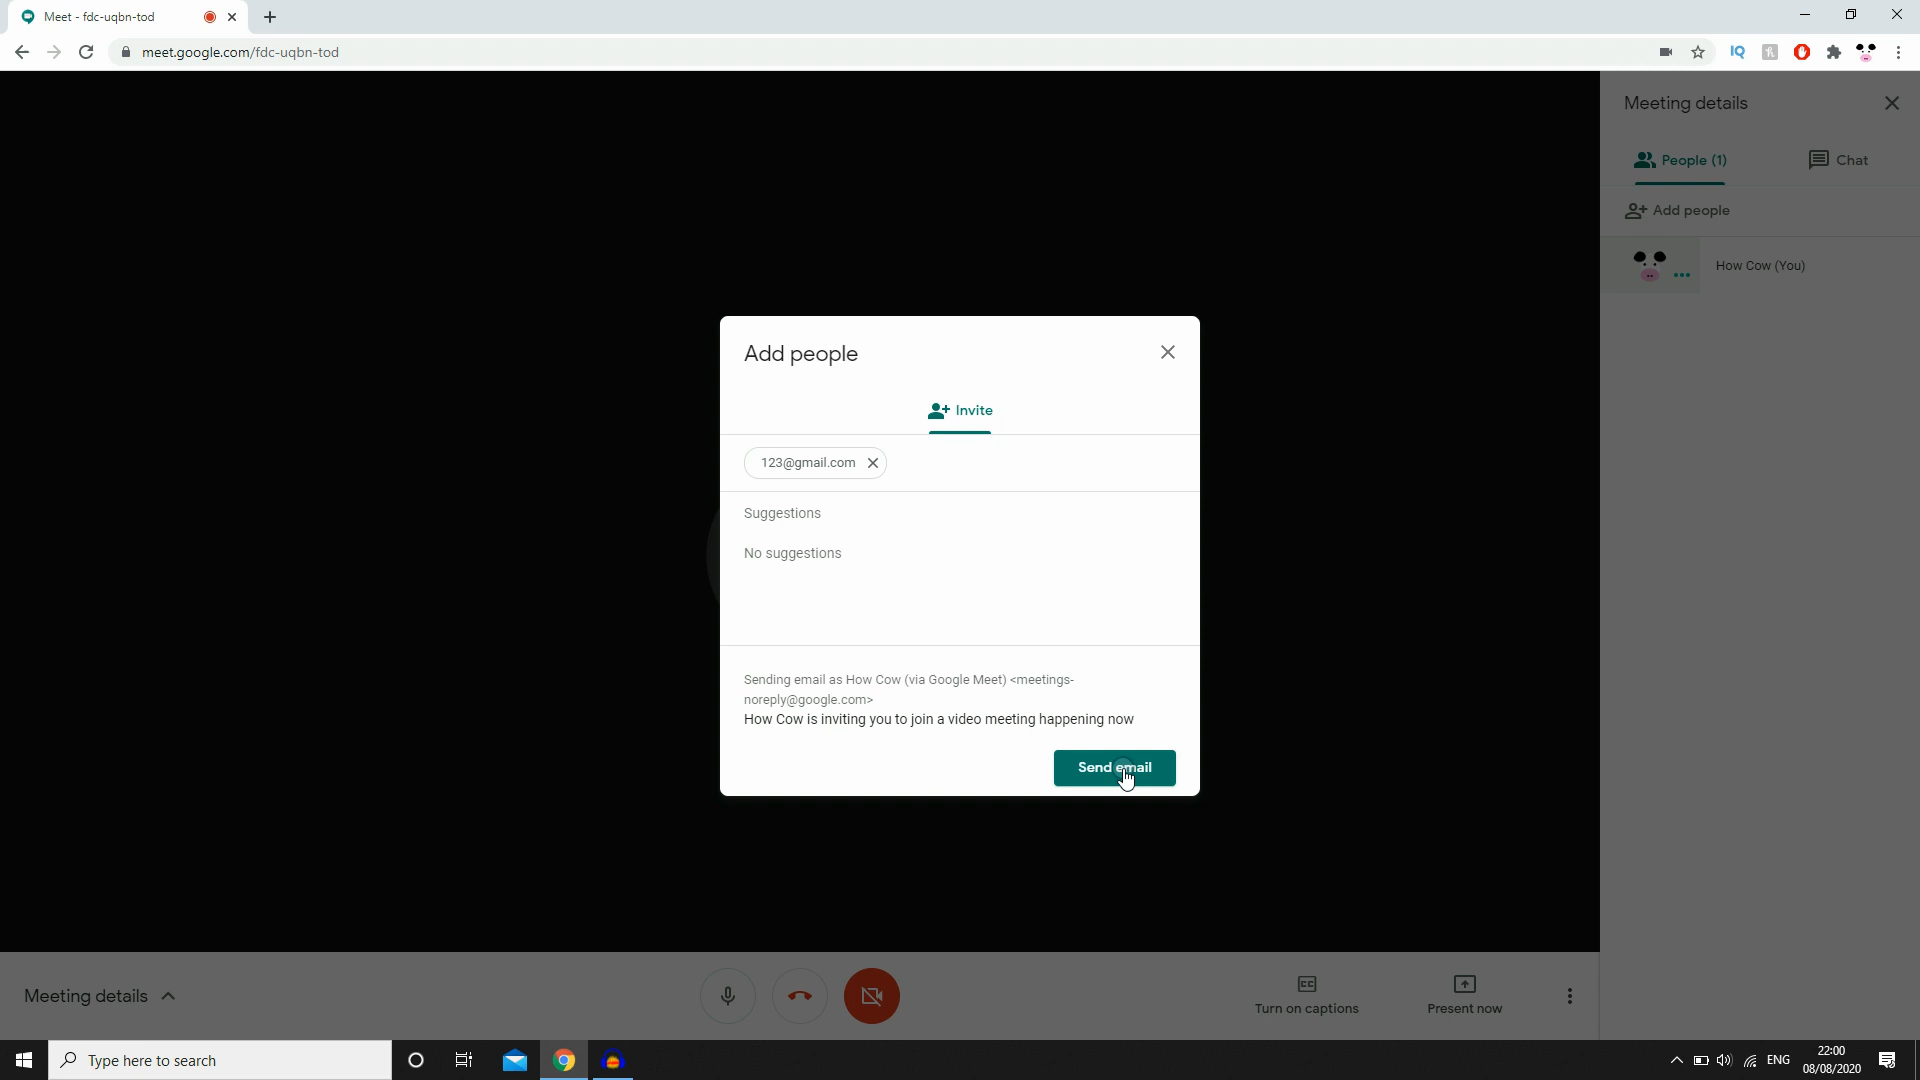 Meet - fdc-uqbn-tod
meet.google.com/fdc-uqbn-tod
IQ
Meeting details
People (1)
Chat
Add people
How Cow (You)
Add people
Invite
123@gmail.com
Suggestions
No suggestions
Sending email as How Cow (via Google Meet) <meetings-
noreply@google.com>
How Cow is inviting you to join a video meeting happening now
Send email
Meeting details
CC
Turn on captions
Present now
Type here to search
ENG
22:00
08/08/2020